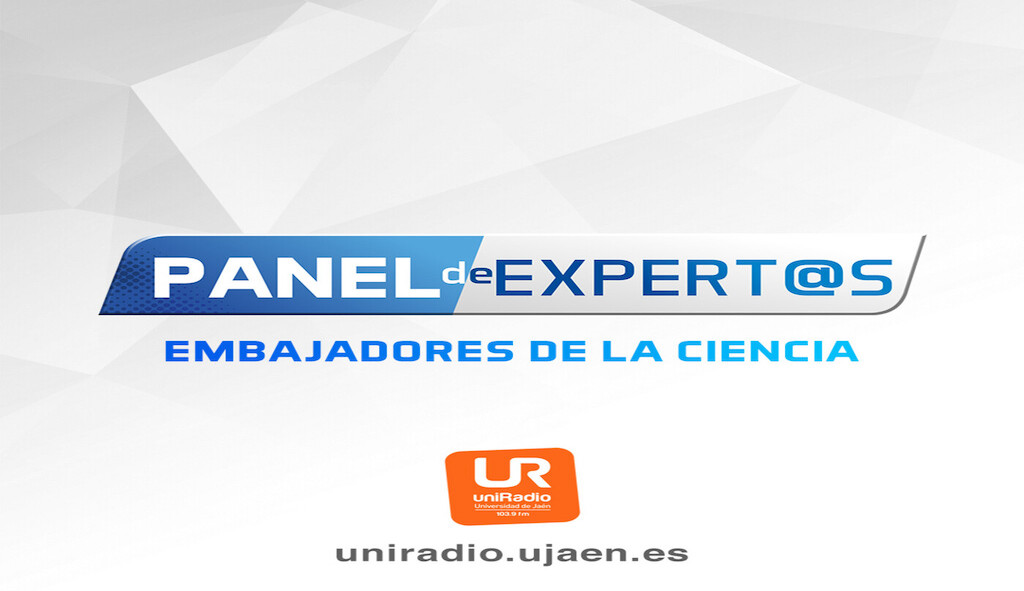 PANEL de EXPERT@S
EMBAJADORES DE LA CIENCIA
UR
uniRadio
Universidad de Jaén
103.9 fm
uniradio.ujaen.es